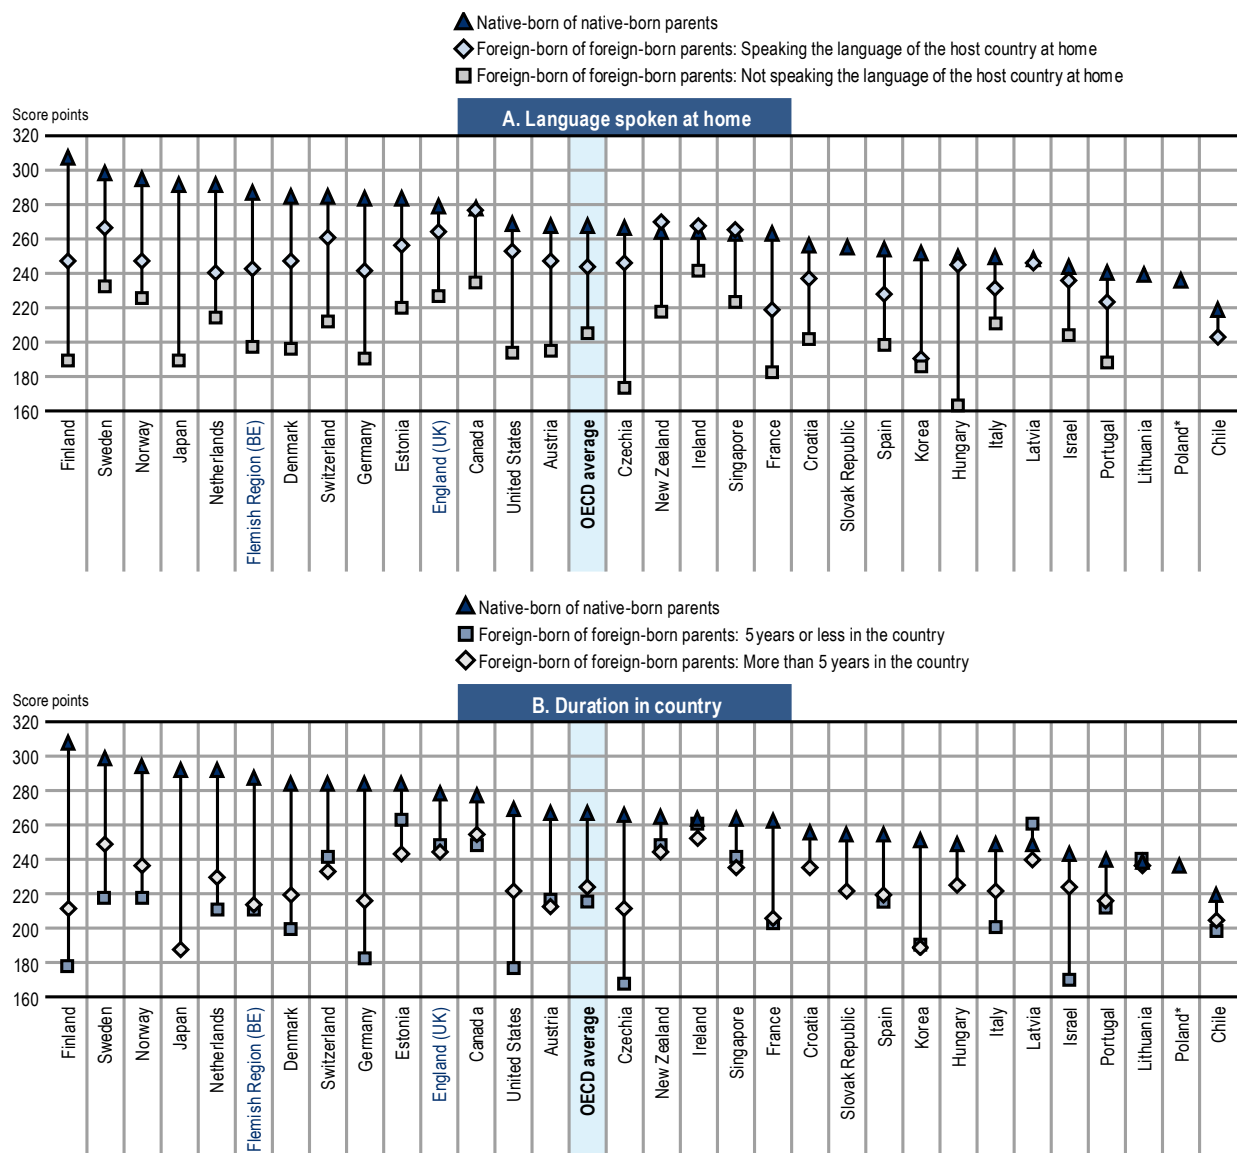 Native-born of native-born parents
Foreign-born of foreign-born parents: Speaking the language of the host country at home
Foreign-born of foreign-born parents: Not speaking the language of the host country at home
Score points
A. Language spoken at home
320
300
280
260
240
220
200
180
160
Finland
Sweden
Norway
Japan
Netherlands
Flemish Region (BE)
Denmark
Switzerland
Germany
Estonia
England (UK)
Canada
United States
Austria
OECD average
Czechia
New Zealand
Ireland
Singapore
France
Croatia
Slovak Republic
Spain
Korea
Hungary
Italy
Latvia
Israel
Portugal
Lithuania
Poland*
Chile
Native-born of native-born parents
Foreign-born of foreign-born parents: 5 years or less in the country
Foreign-born of foreign-born parents: More than 5 years in the country
Score points
B. Duration in country
320
300
280
260
240
220
200
180
160
Finland
Sweden
Norway
Japan
Netherlands
Flemish Region (BE)
Denmark
Switzerland
Germany
Estonia
England (UK)
Canada
United States
Austria
OECD average
Czechia
New Zealand
Ireland
Singapore
France
Croatia
Slovak Republic
Spain
Korea
Hungary
Italy
Latvia
Israel
Portugal
Lithuania
Poland*
Chile